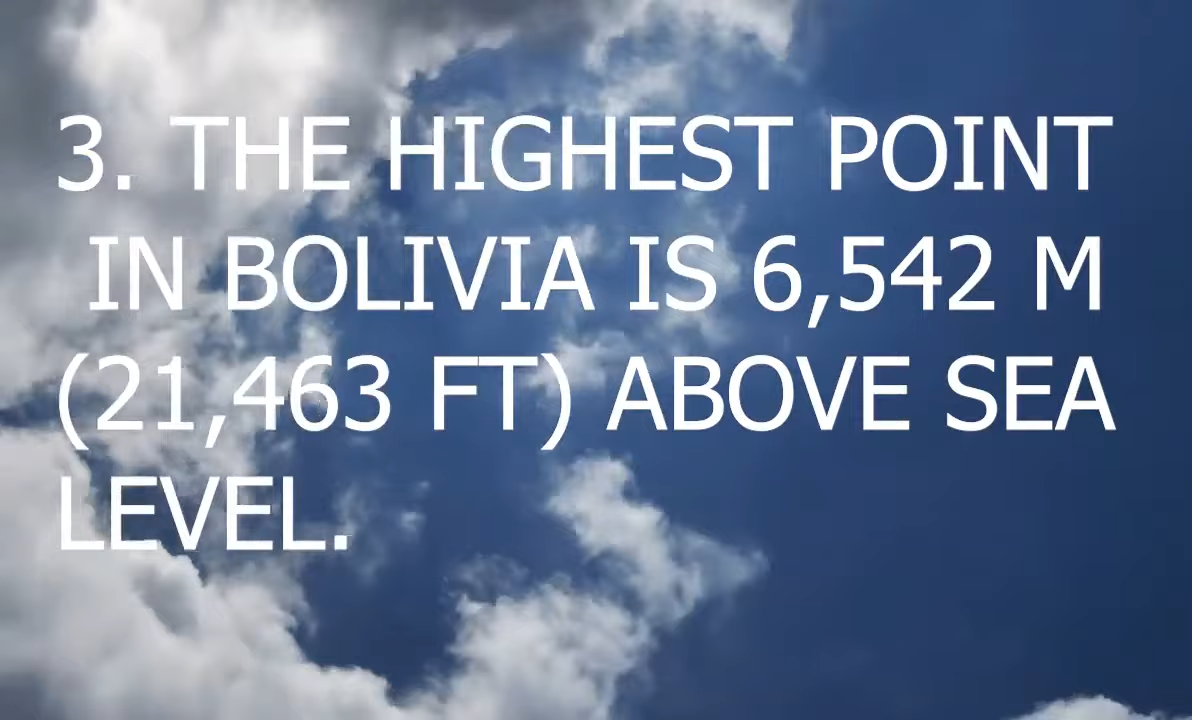 3. THE HIGHEST POINT
IN BOLIVIA IS 6,542 M
(21,463 FT) ABOVE SEA
LEVEL.